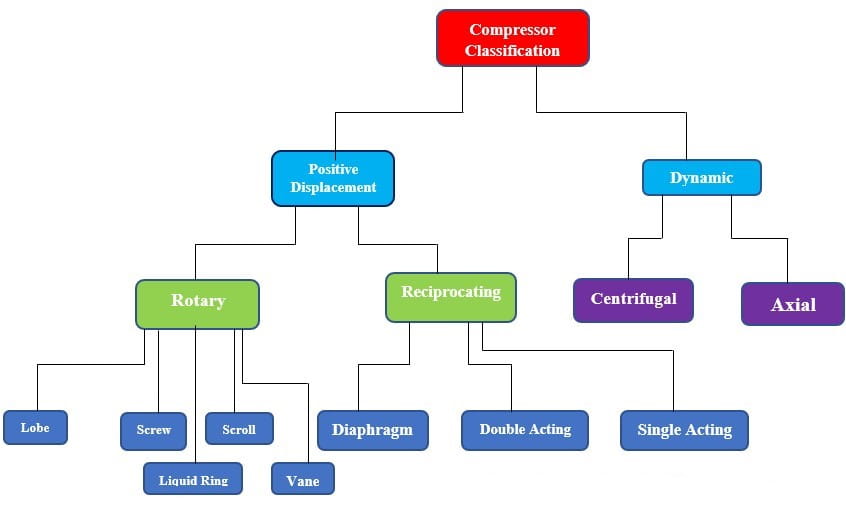 Compressor
Classification
Positive
Displacement
Dynamic
Rotary
Reciprocating
Centrifugal
Axial
Lobe
Screw
Scroll
Diaphragm
Double Acting
Single Acting
Liquid Ring
Vane